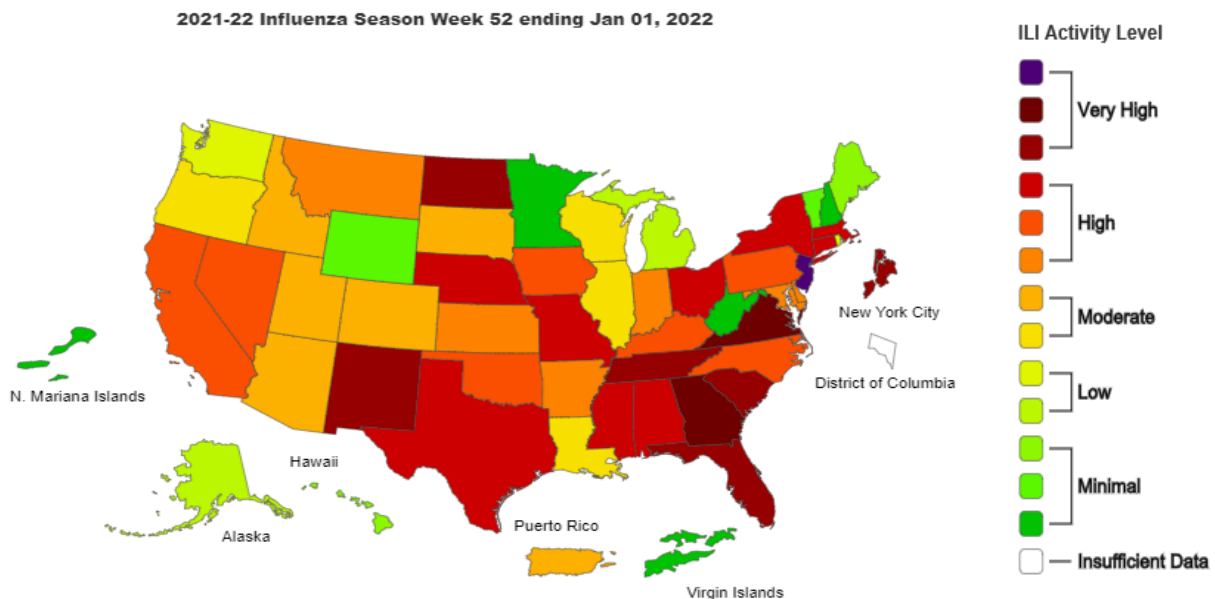 2021-22 Influenza Season Week 52 ending Jan 01, 2022
ILI Activity Level
Very High
High
Moderate
Low
Minimal
Insufficient Data
New York City
District of Columbia
N. Mariana Islands
Hawaii
Alaska
Puerto Rico
Virgin Islands